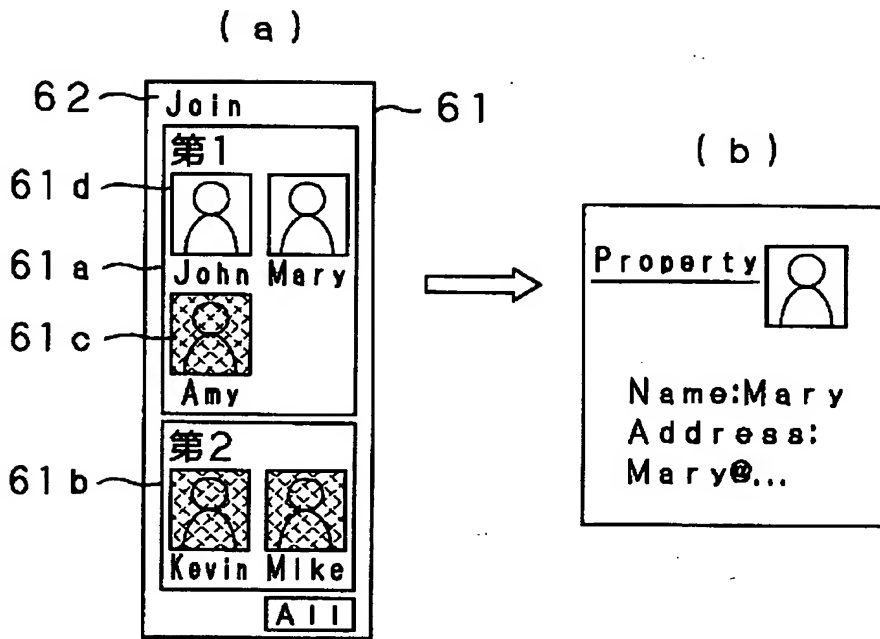 (a)
62
Join
61
第1
61d
John Mary
61a
61c
Amy
第2
61b
Kevin Mike
All
(b)
Property
Name:Mary
Address:
Mary@...